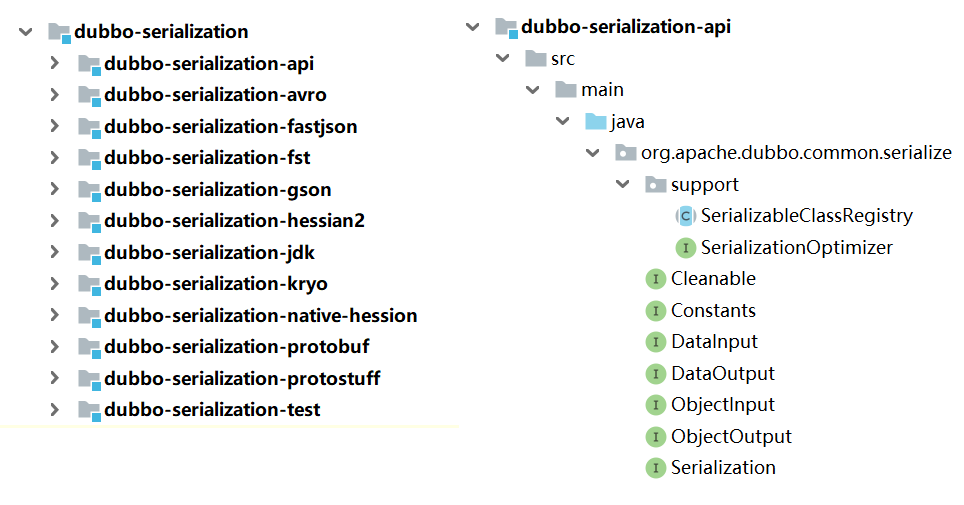 dubbo-serialization
dubbo-serialization-api
dubbo-serialization-avro
dubbo-serialization-fastjson
dubbo-serialization-fst
dubbo-serialization-gson
dubbo-serialization-hessian2
dubbo-serialization-jdk
dubbo-serialization-kryo
dubbo-serialization-native-hession
dubbo-serialization-protobuf
dubbo-serialization-protostuff
dubbo-serialization-test
dubbo-serialization-api
src
main
java
org.apache.dubbo.common.serialize
support
C SerializableClassRegistry
I SerializationOptimizer
I Cleanable
I Constants
I DataInput
I DataOutput
I ObjectInput
I ObjectOutput
I Serialization